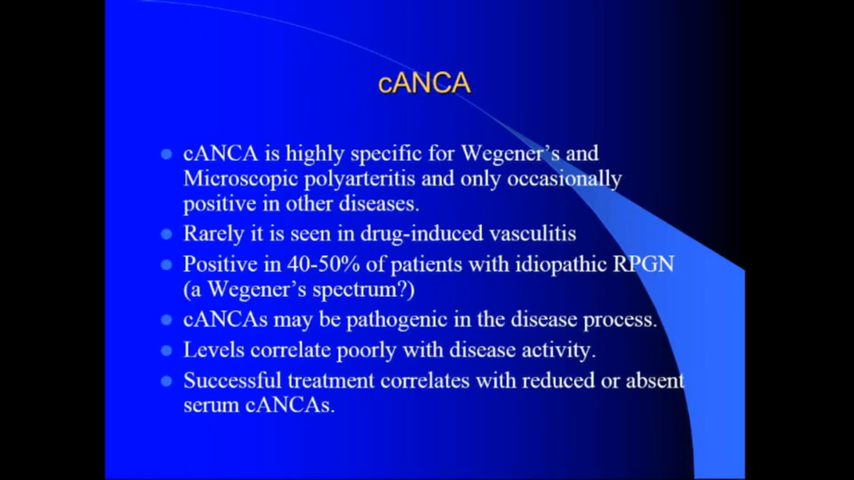 cANCA
cANCA is highly specific for Wegener's and
Microscopic polyarteritis and only occasionally
positive in other diseases.
Rarely it is seen in drug-induced vasculitis
Positive in 40-50% of patients with idiopathic RPGN
(a Wegener's spectrum?)
cANCAs may be pathogenic in the disease process.
Levels correlate poorly with disease activity.
Successful treatment correlates with reduced or absent
serum cANCAs.